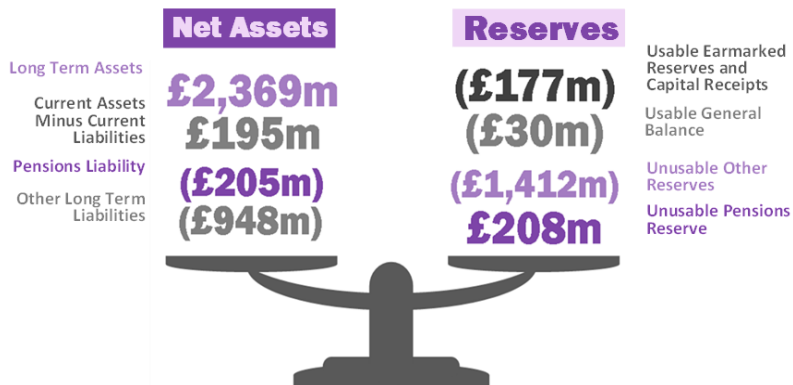 Net Assets
Long Term Assets
£2,369m
Current Assets
Minus Current
Liabilities
£195m
Pensions Liability
(£205m)
Other Long Term
Liabilities
(£948m)
Reserves
(£177m)
Usable Earmarked
Reserves and
Capital Receipts
(£30m)
Usable General
Balance
(£1,412m)
Unusable Other
Reserves
£208m
Unusable Pensions
Reserve